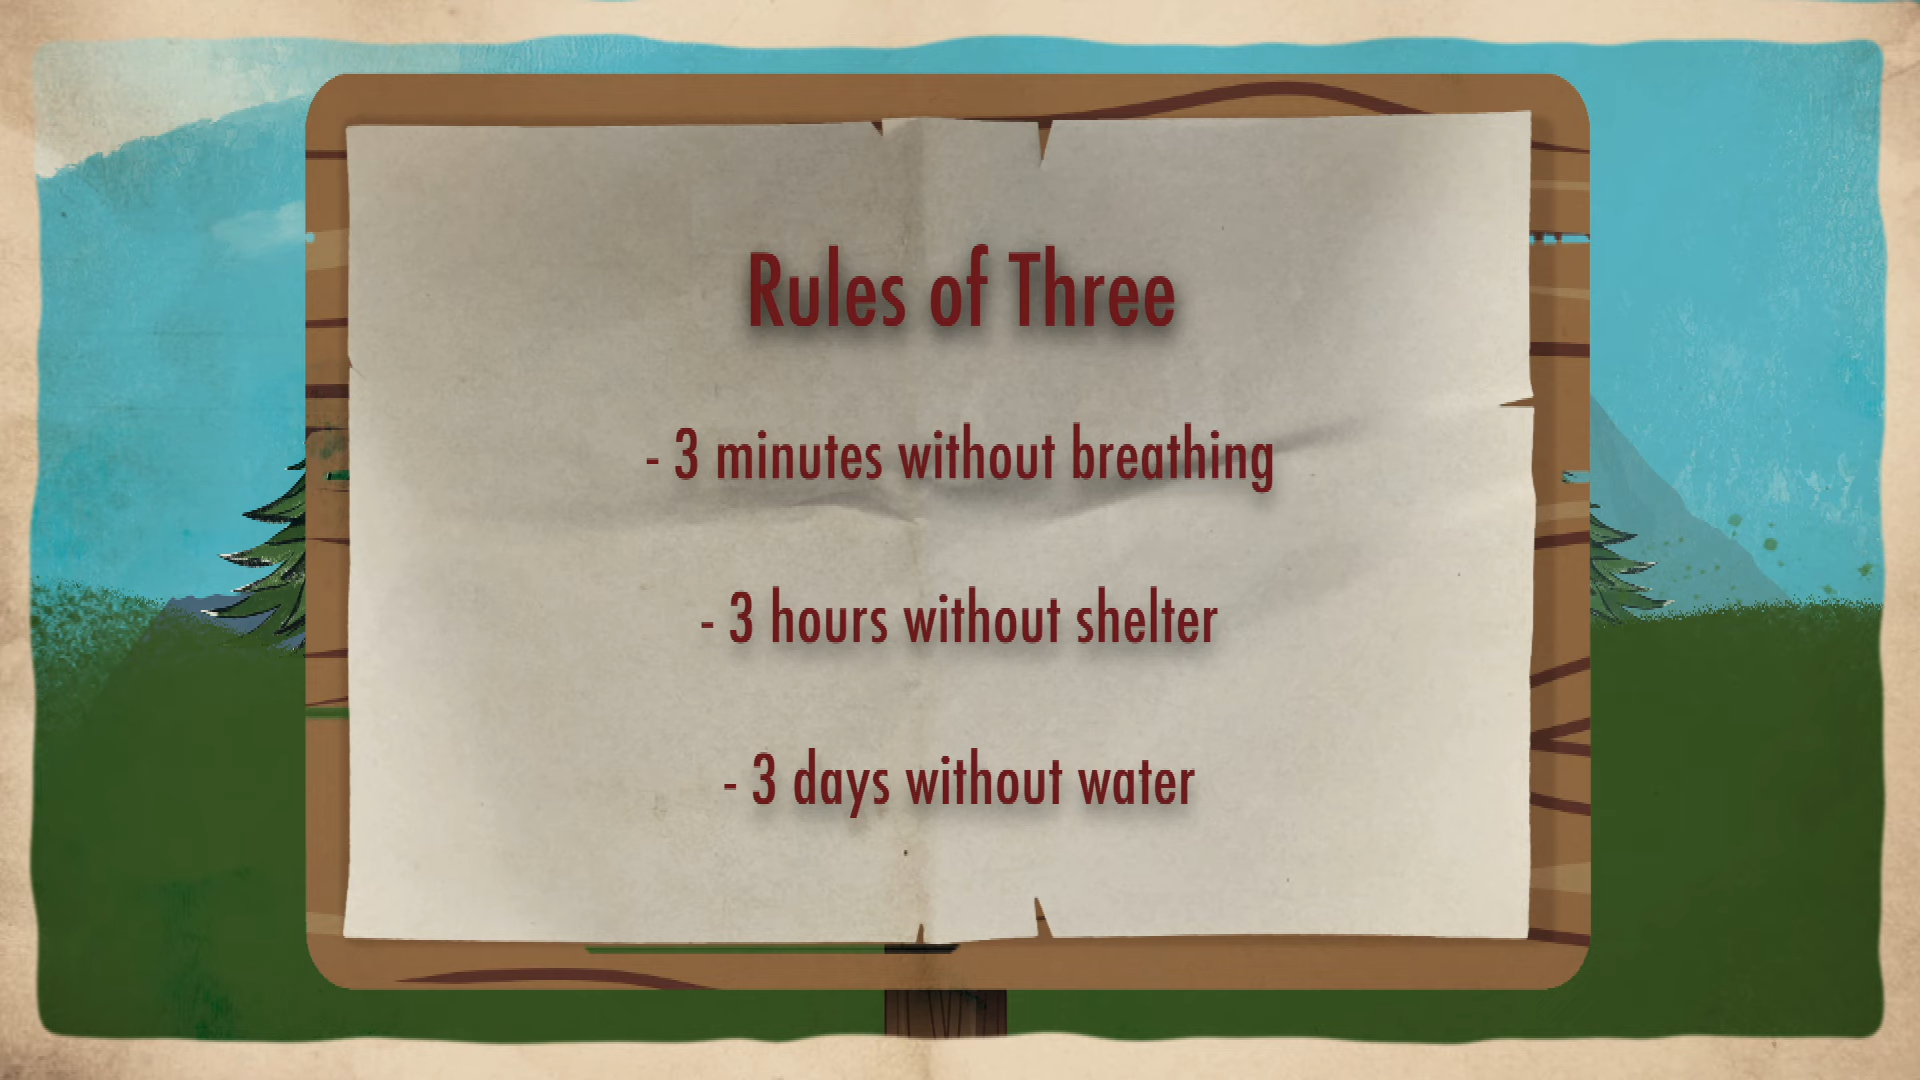 Rules of Three
- 3 minutes without breathing
- 3 hours without shelter
- 3 days without water